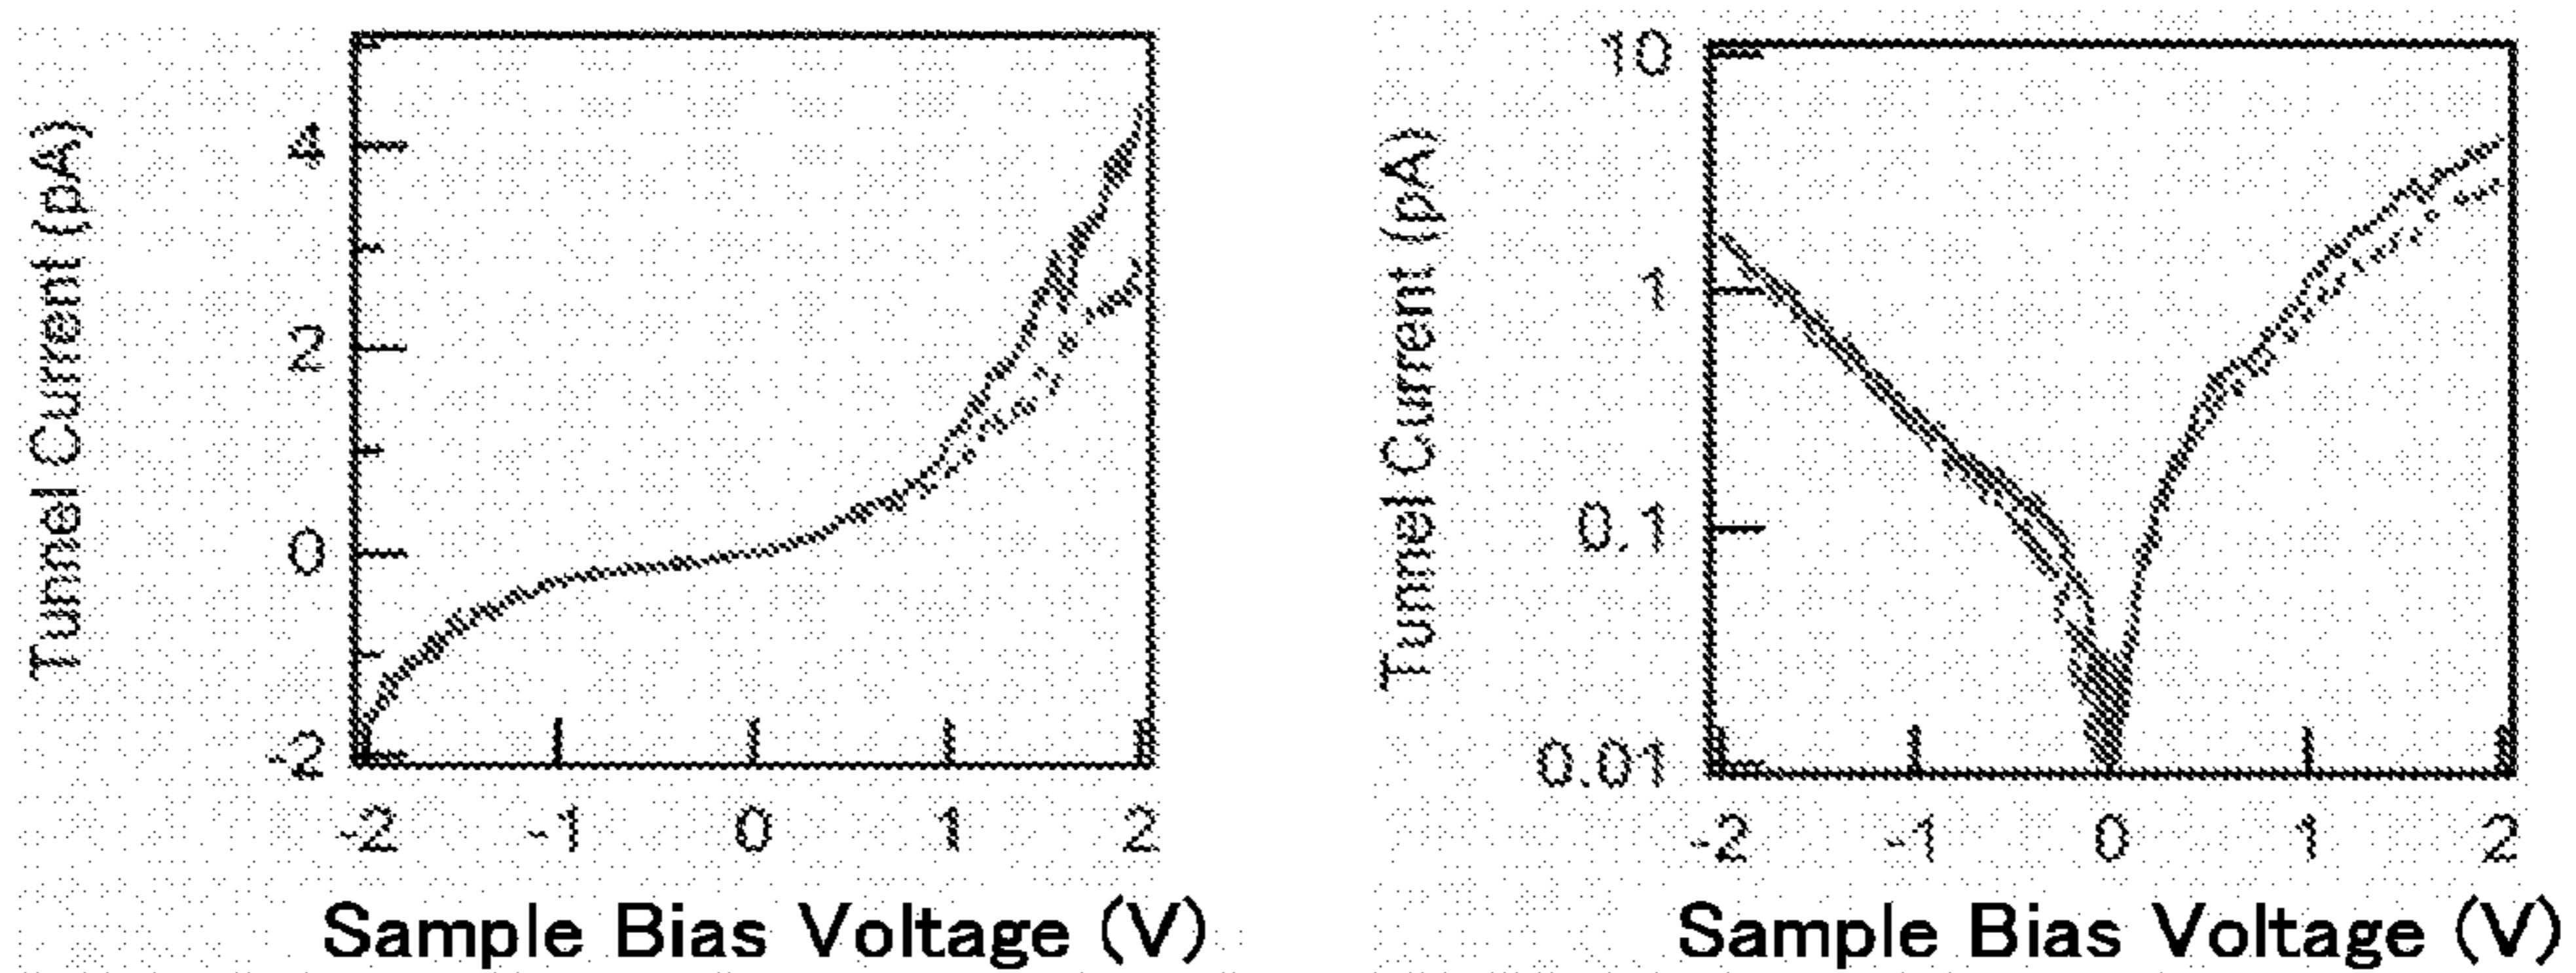 Tunnel Current (pA)
4
2
0
-2
-2 -1 0 1 2
Sample Bias Voltage (V)
Tunnel Current (pA)
10
1
0.1
0.01
-2 -1 0 1 2
Sample Bias Voltage (V)